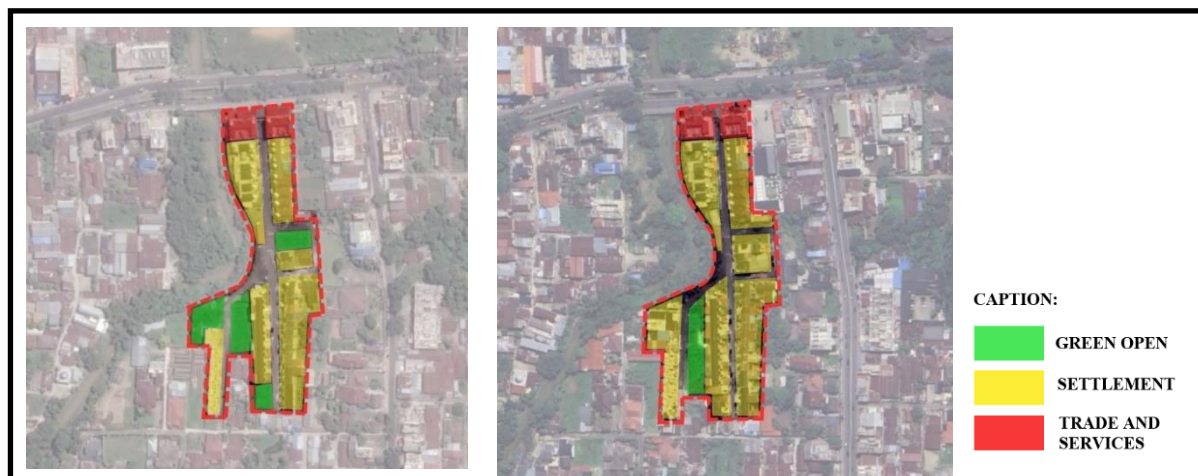 CAPTION:
GREEN OPEN
SETTLEMENT
TRADE AND
SERVICES